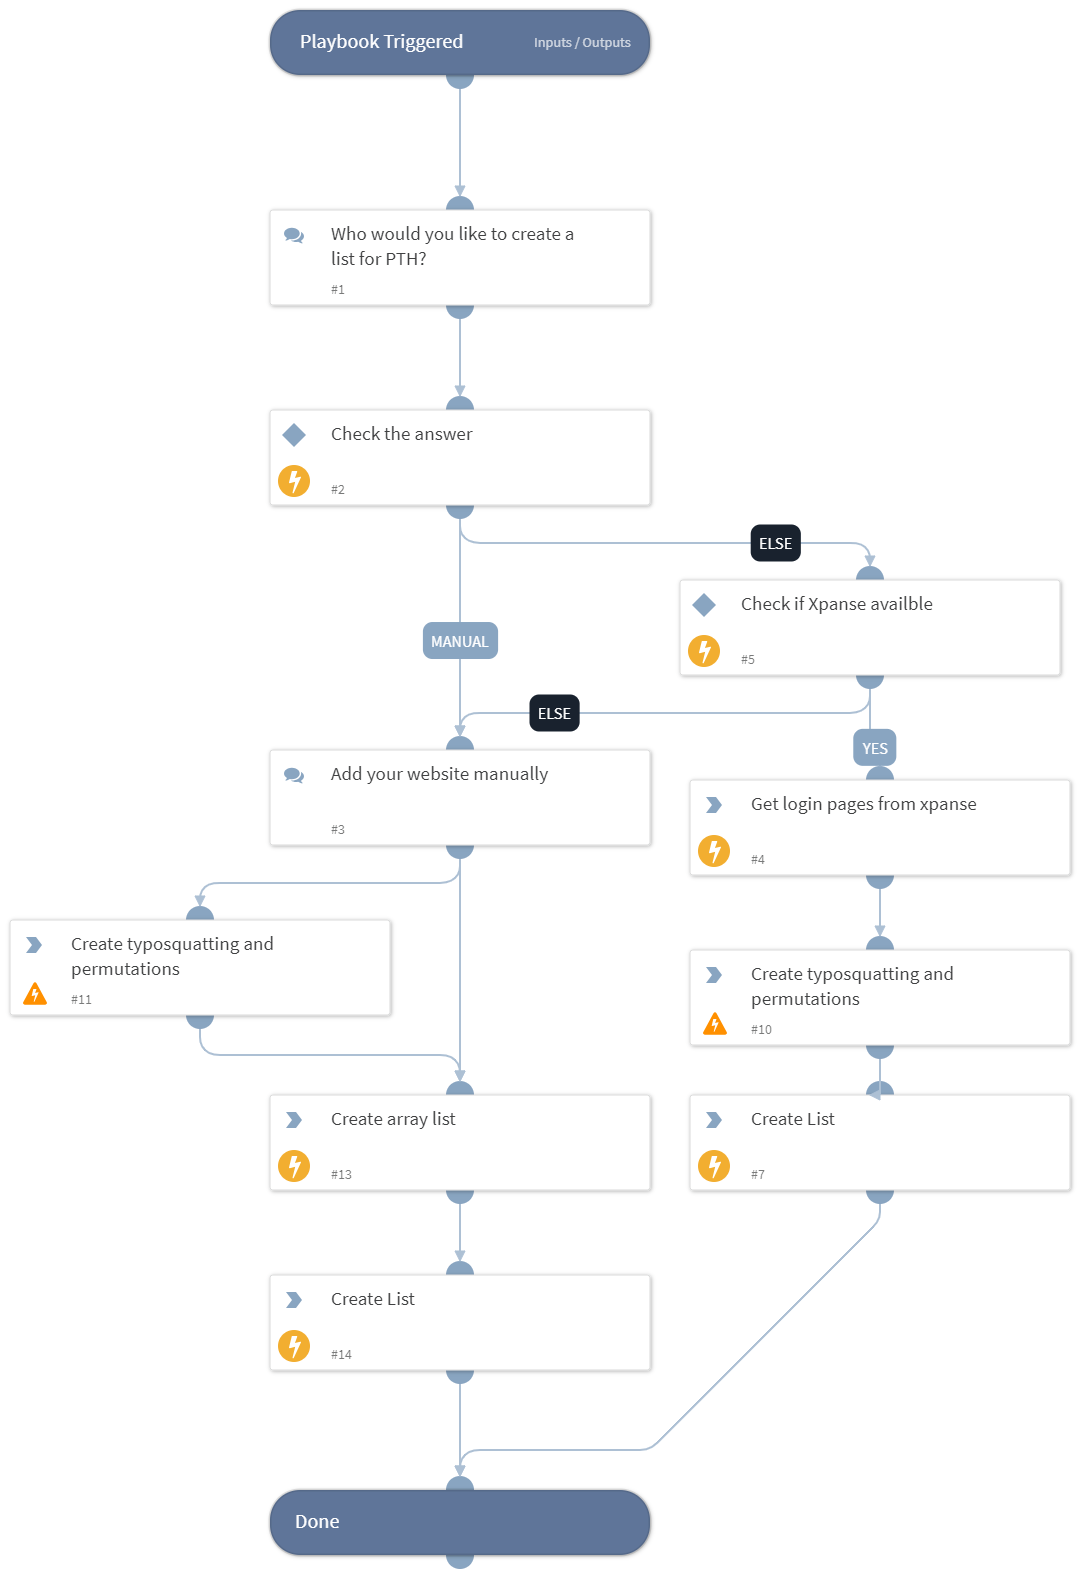 Playbook Triggered
Inputs / Outputs
Who would you like to create a
list for PTH?
#1
Check the answer
#2
ELSE
Check if Xpanse availble
#5
MANUAL
ELSE
YES
Add your website manually
#3
Get login pages from xpanse
#4
Create typosquatting and
permutations
#11
Create typosquatting and
permutations
#10
Create array list
#13
Create List
#7
Create List
#14
Done